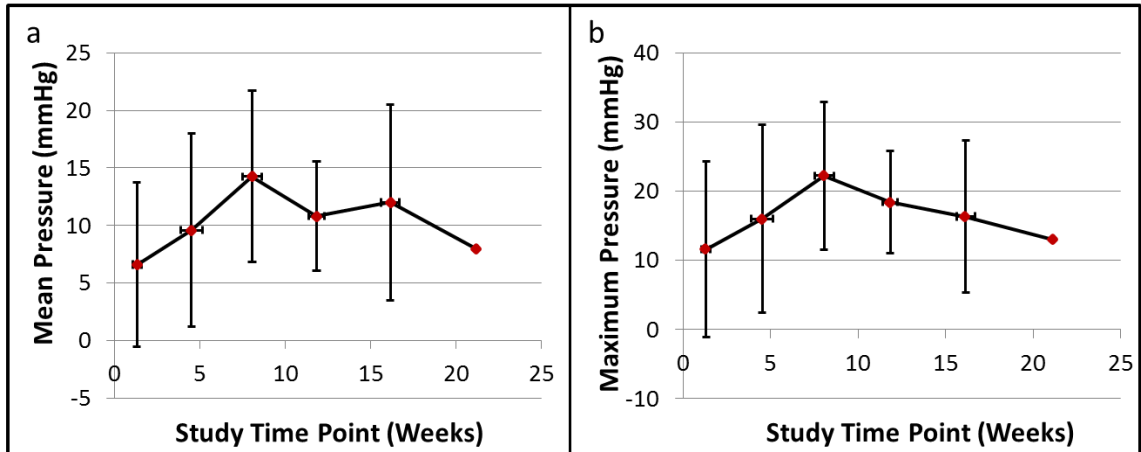 a
Mean Pressure (mmHg)
25
20
15
10
5
0
-5
0 5 10 15 20 25
Study Time Point (Weeks)
b
Maximum Pressure (mmHg)
40
30
20
10
0
-10
0 5 10 15 20 25
Study Time Point (Weeks)